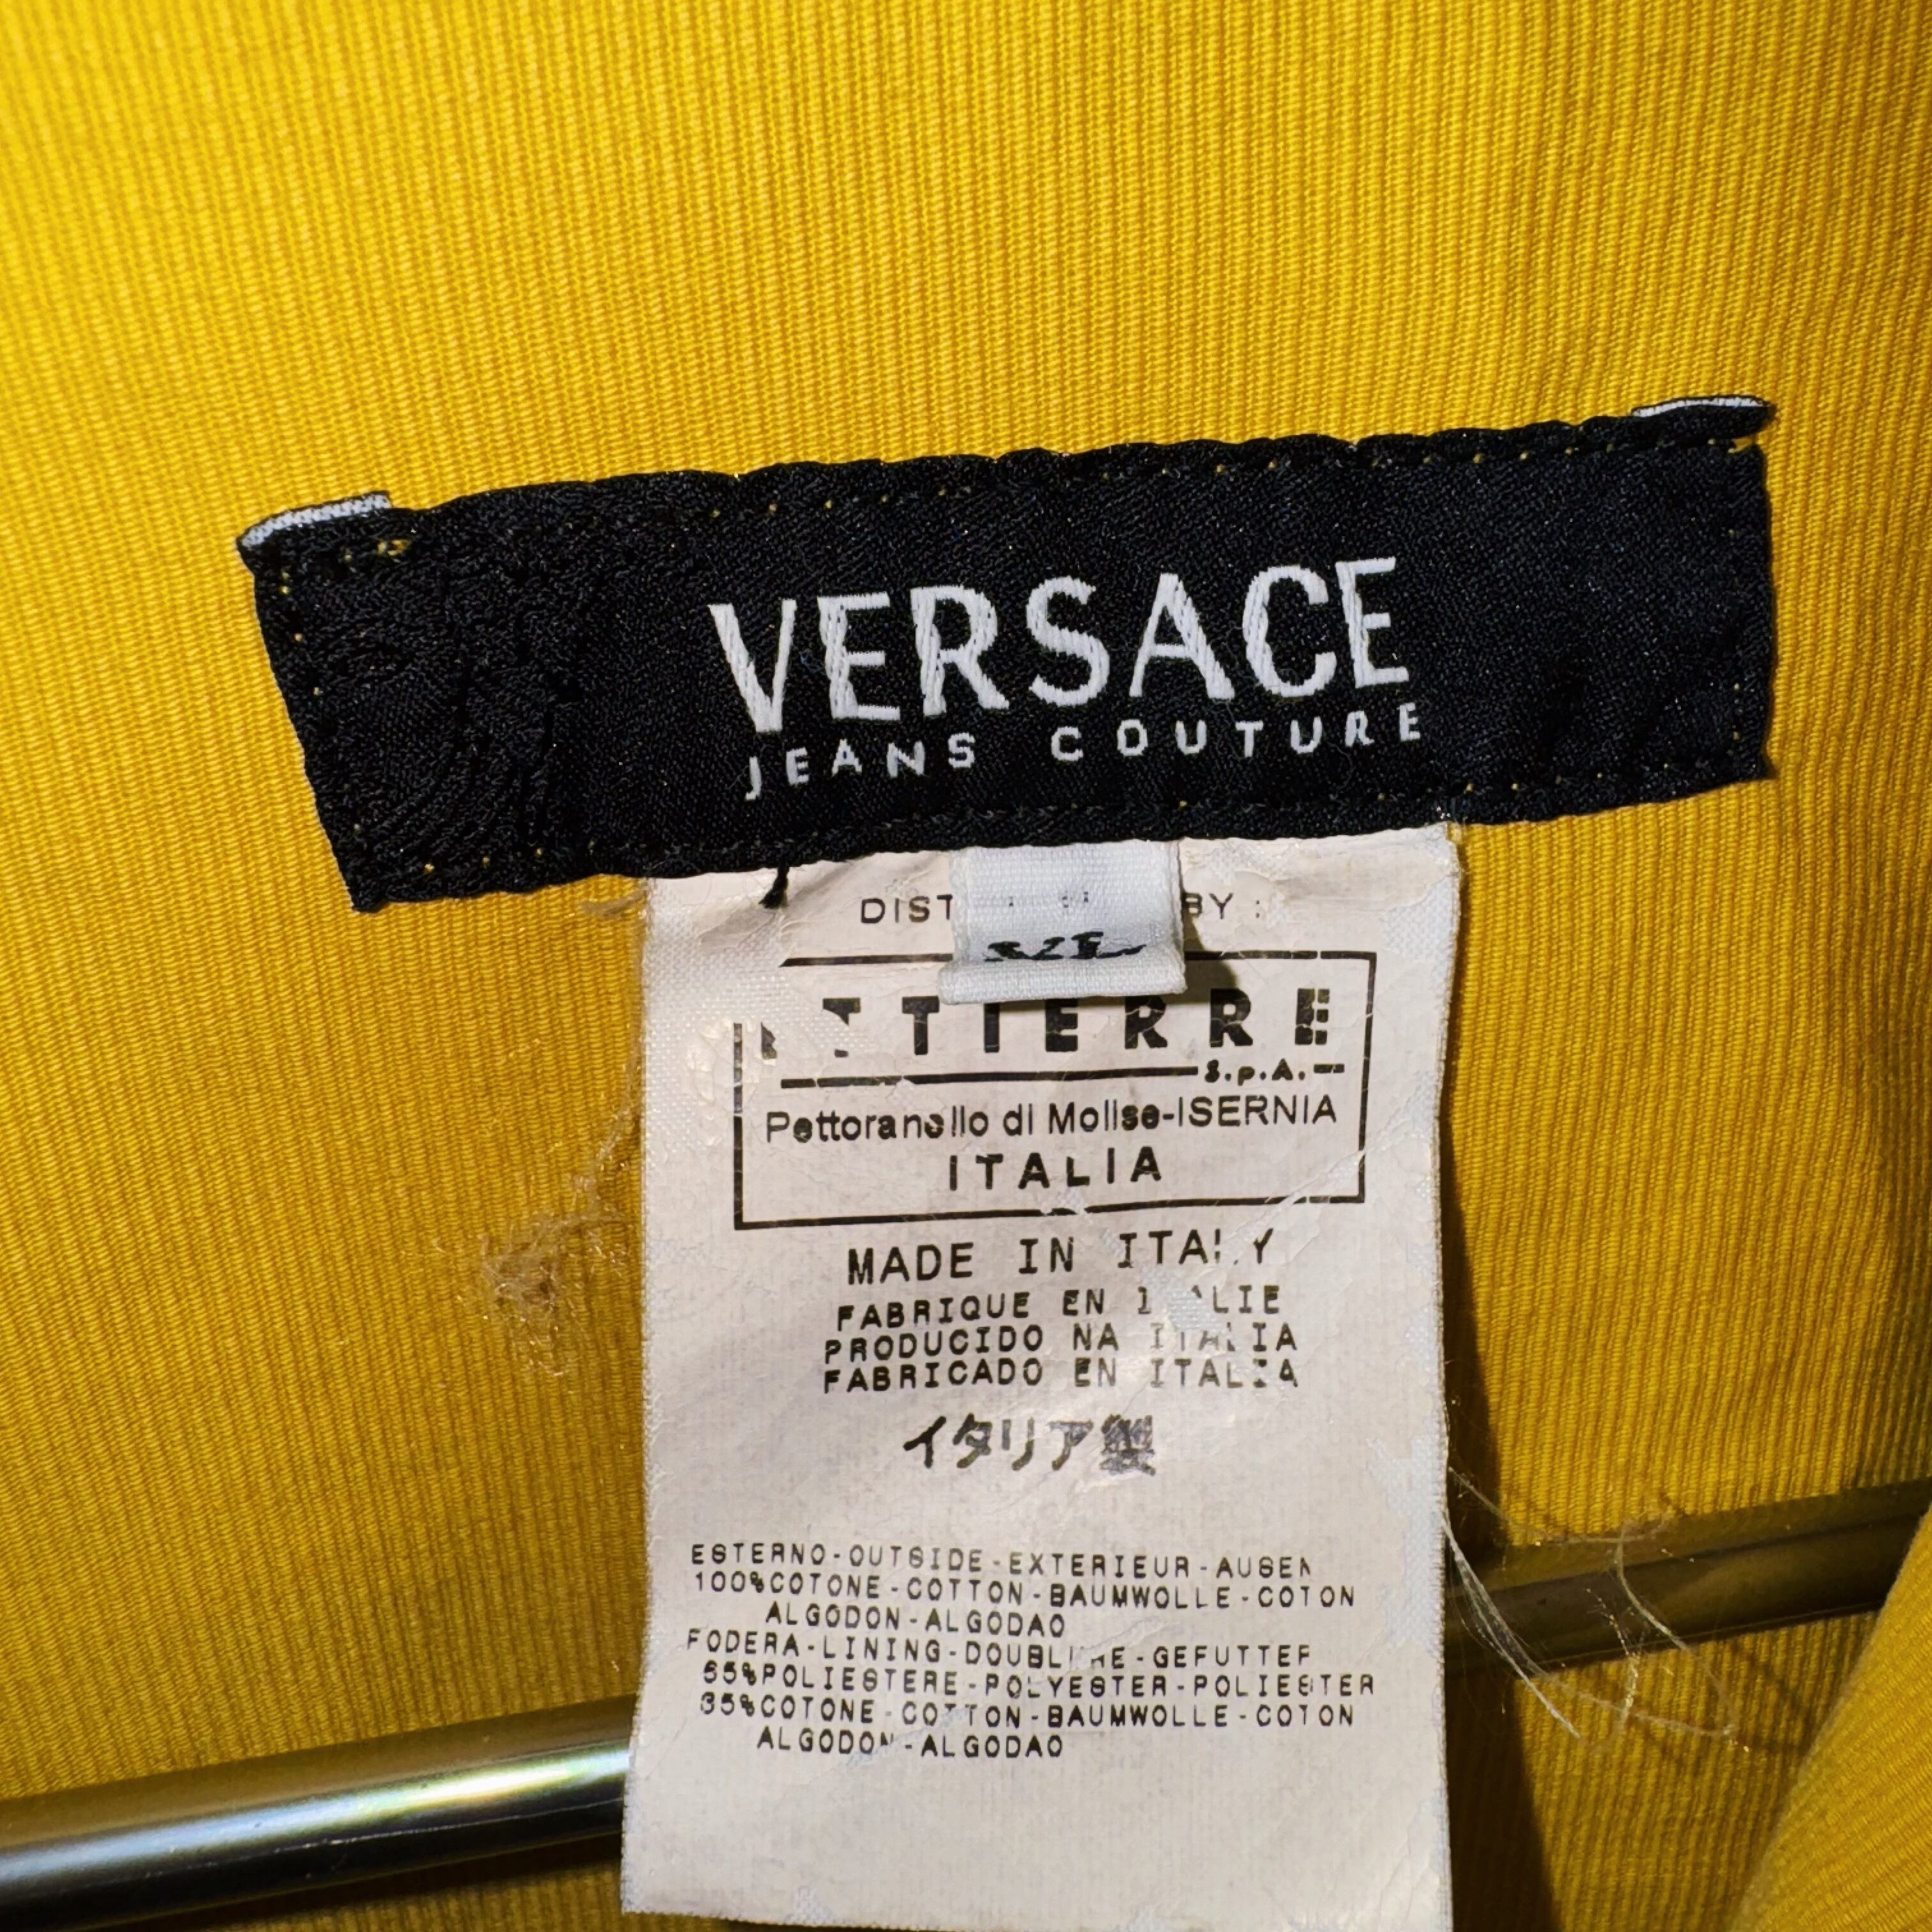 VERSACE
JEANS COUTURE
BY :
XL
ITTIERRE
S.p.A.
Pettoranello di Molise-ISERNIA
ITALIA
MADE IN ITALY
FABRIQUE EN ITALIE
PRODUCIDO NA ITALIA
FABRICADO EN ITALIA
イタリア製
ESTERNO-OUTSIDE-EXTERIEUR-AUSEN
100%COTONE-COTTON-BAUMWOLLE-COTON
ALGODON-ALGODAO
FODERA-LINING-DOUBLURE-GEFUTTER
65%POLIESTERE-POLYESTER-POLIESTER
35%COTONE-COTTON-BAUMWOLLE-COTON
ALGODON-ALGODAO